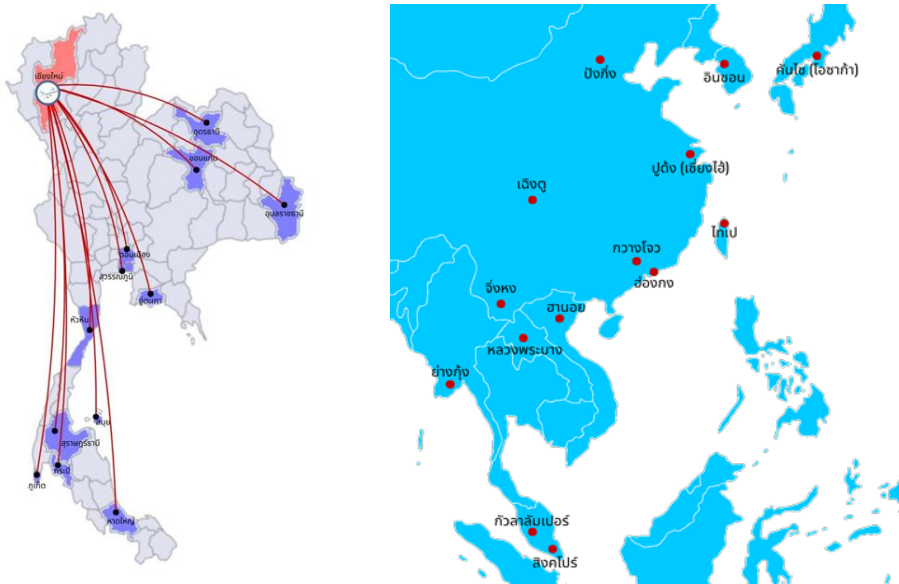 เชียงใหม่
อุดรธานี
ขอนแก่น
อุบลราชธานี
ดอนเมือง
สุวรรณภูมิ
อู่ตะเภา
หัวหิน
สมุย
สุราษฎร์ธานี
กระบี่
ภูเก็ต
หาดใหญ่
ปักกิ่ง
อินชอน
คันไซ (โอซาก้า)
ปูด้ง (เซี่ยงไฮ้)
เฉิงตู
ไทเป
กวางโจว
ฮ่องกง
จิ่งหง
ฮานอย
หลวงพระบาง
ย่างกุ้ง
กัวลาลัมเปอร์
สิงคโปร์